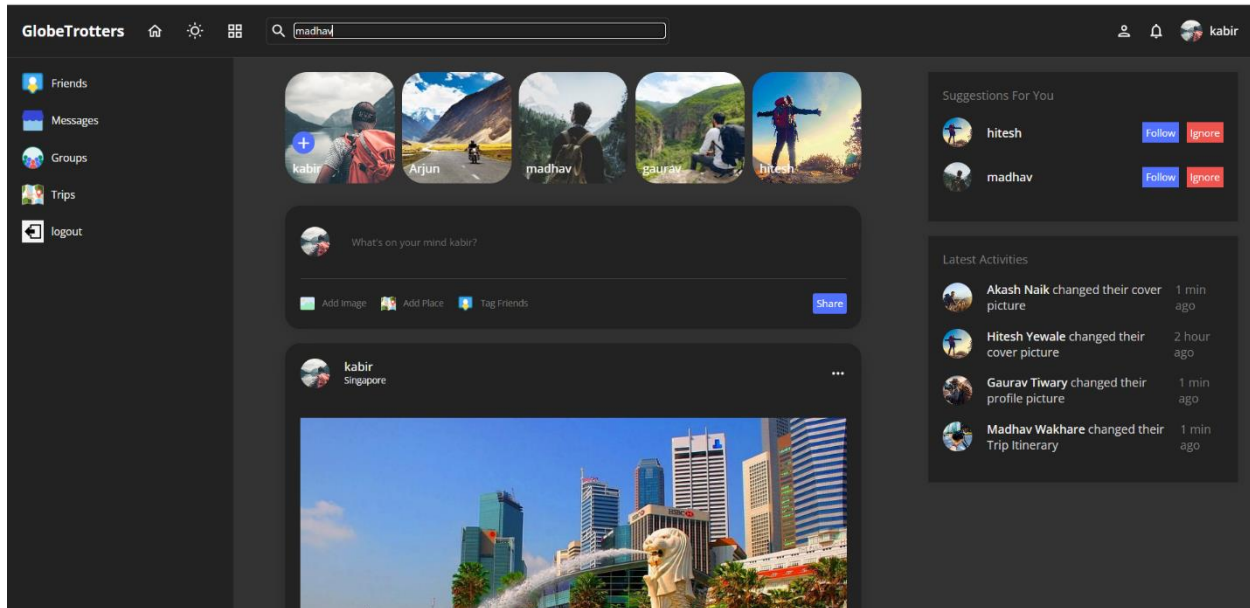 GlobeTrotters
madhav
kabir
Friends
Messages
Groups
Trips
logout
kabir
Arjun
madhav
gaurav
hitesh
What's on your mind kabir?
Add Image
Add Place
Tag Friends
Share
kabir
Singapore
HSBC
Suggestions For You
hitesh
Follow
Ignore
madhav
Follow
Ignore
Latest Activities
Akash Naik changed their cover
picture
1 min
ago
Hitesh Yewale changed their
cover picture
2 hour
ago
Gaurav Tiwary changed their
profile picture
1 min
ago
Madhav Wakhare changed their
Trip Itinerary
1 min
ago